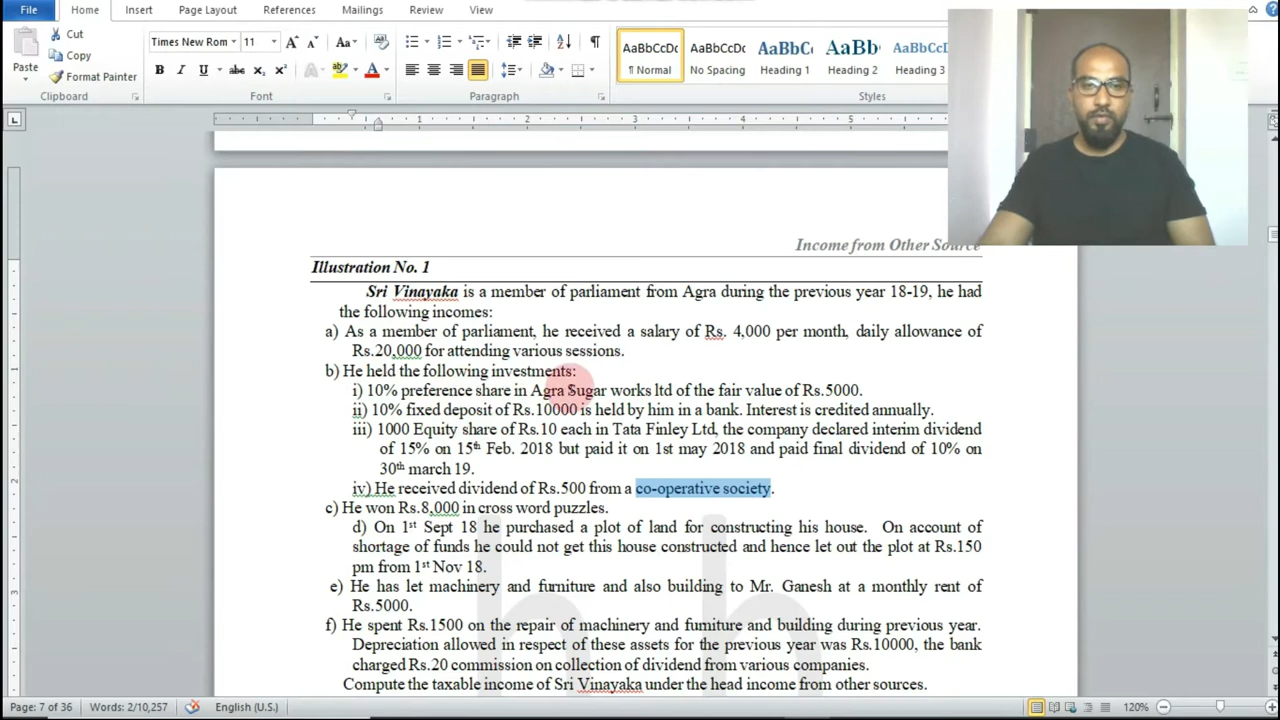 File Home Insert Page Layout References Mailings Review View
Cut
Copy
Format Painter
Paste
Clipboard
Times New Rom 11
Font
Paragraph
AaBbCcDc AaBbCcDc AaBbC AaBb AaBbCcD
¶ Normal No Spacing Heading 1 Heading 2 Heading 3
Styles
Income from Other Source
Illustration No. 1
Sri Vinayaka is a member of parliament from Agra during the previous year 18-19, he had
the following incomes:
a) As a member of parliament, he received a salary of Rs. 4,000 per month, daily allowance of
Rs.20,000 for attending various sessions.
b) He held the following investments:
i) 10% preference share in Agra Sugar works ltd of the fair value of Rs.5000.
ii) 10% fixed deposit of Rs.10000 is held by him in a bank. Interest is credited annually.
iii) 1000 Equity share of Rs.10 each in Tata Finley Ltd, the company declared interim dividend
of 15% on 15th Feb. 2018 but paid it on 1st may 2018 and paid final dividend of 10% on
30th march 19.
iv) He received dividend of Rs.500 from a co-operative society.
c) He won Rs.8,000 in cross word puzzles.
d) On 1st Sept 18 he purchased a plot of land for constructing his house. On account of
shortage of funds he could not get this house constructed and hence let out the plot at Rs.150
pm from 1st Nov 18.
e) He has let machinery and furniture and also building to Mr. Ganesh at a monthly rent of
Rs.5000.
f) He spent Rs.1500 on the repair of machinery and furniture and building during previous year.
Depreciation allowed in respect of these assets for the previous year was Rs.10000, the bank
charged Rs.20 commission on collection of dividend from various companies.
Compute the taxable income of Sri Vinayaka under the head income from other sources.
Page: 7 of 36 Words: 2/10,257 English (U.S.) 120%